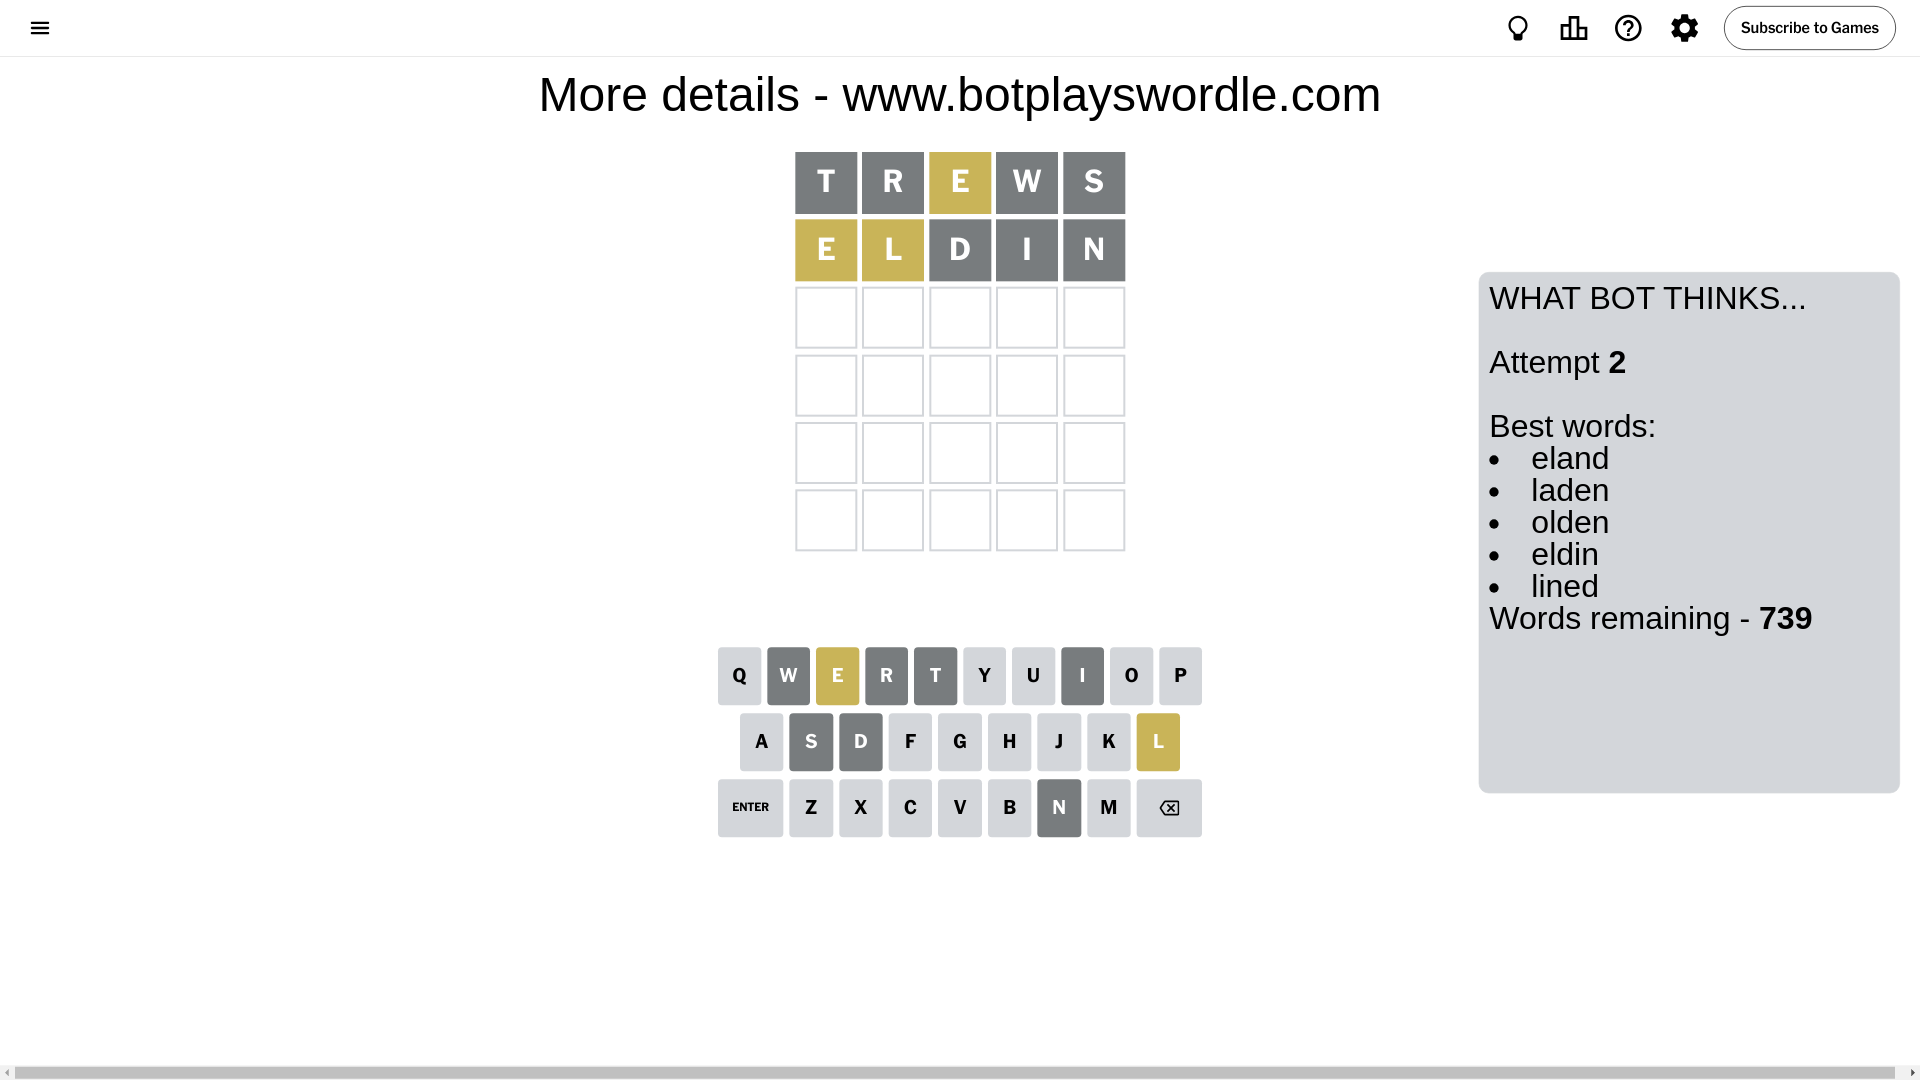 Subscribe to Games
More details - www.botplayswordle.com
T R E W S
E L D I N
WHAT BOT THINKS...
Attempt 2
Best words:
• eland
• laden
• olden
• eldin
• lined
Words remaining - 739
Q W E R T Y U I O P
A S D F G H J K L
ENTER Z X C V B N M